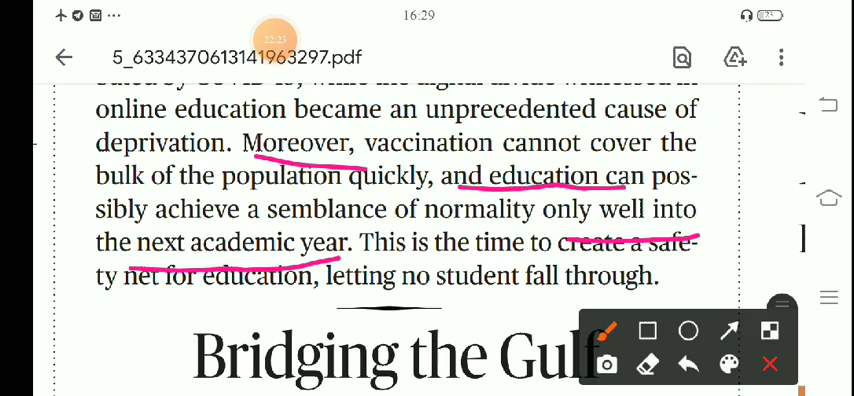 16:29
22:23
23
5_6334370613141963297.pdf
online education became an unprecedented cause of
deprivation. Moreover, vaccination cannot cover the
bulk of the population quickly, and education can pos-
sibly achieve a semblance of normality only well into
the next academic year. This is the time to create a safe-
ty net for education, letting no student fall through.
Bridging the Gulf